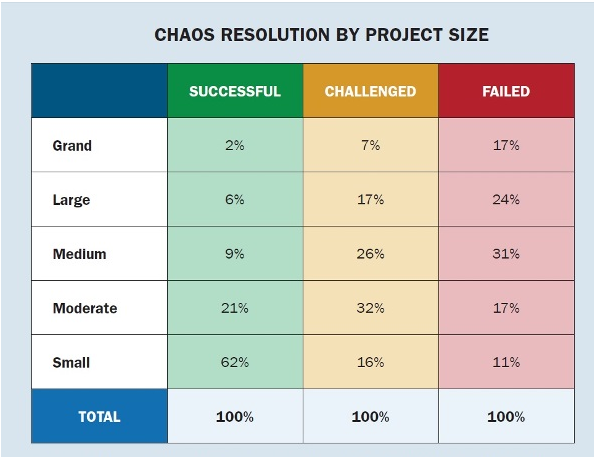 CHAOS RESOLUTION BY PROJECT SIZE
SUCCESSFUL CHALLENGED FAILED
Grand 2% 7% 17%
Large 6% 17% 24%
Medium 9% 26% 31%
Moderate 21% 32% 17%
Small 62% 16% 11%
TOTAL 100% 100% 100%